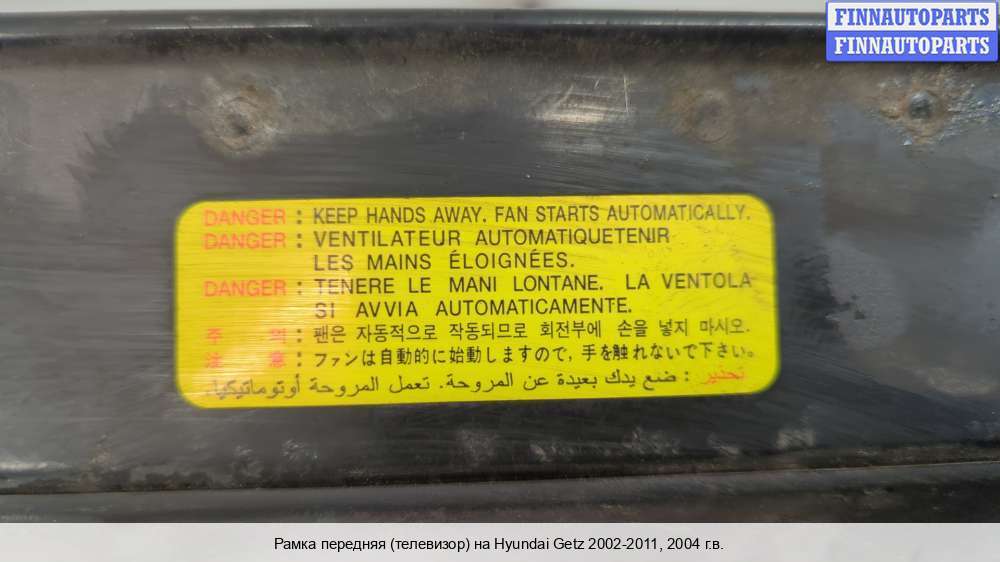 FINNAUTOPARTS
FINNAUTOPARTS
DANGER : KEEP HANDS AWAY. FAN STARTS AUTOMATICALLY.
DANGER : VENTILATEUR AUTOMATIQUETENIR
LES MAINS ÉLOIGNÉES.
DANGER : TENERE LE MANI LONTANE. LA VENTOLA
SI AVVIA AUTOMATICAMENTE.
주 의 : 팬은 자동적으로 작동되므로 회전부에 손을 넣지 마시오.
注 意 : ファンは自動的に始動しますので, 手を触れないで下さい。
تحذير : ضع يدك بعيدة عن المروحة. تعمل المروحة أوتوماتيكيا.
Рамка передняя (телевизор) на Hyundai Getz 2002-2011, 2004 г.в.